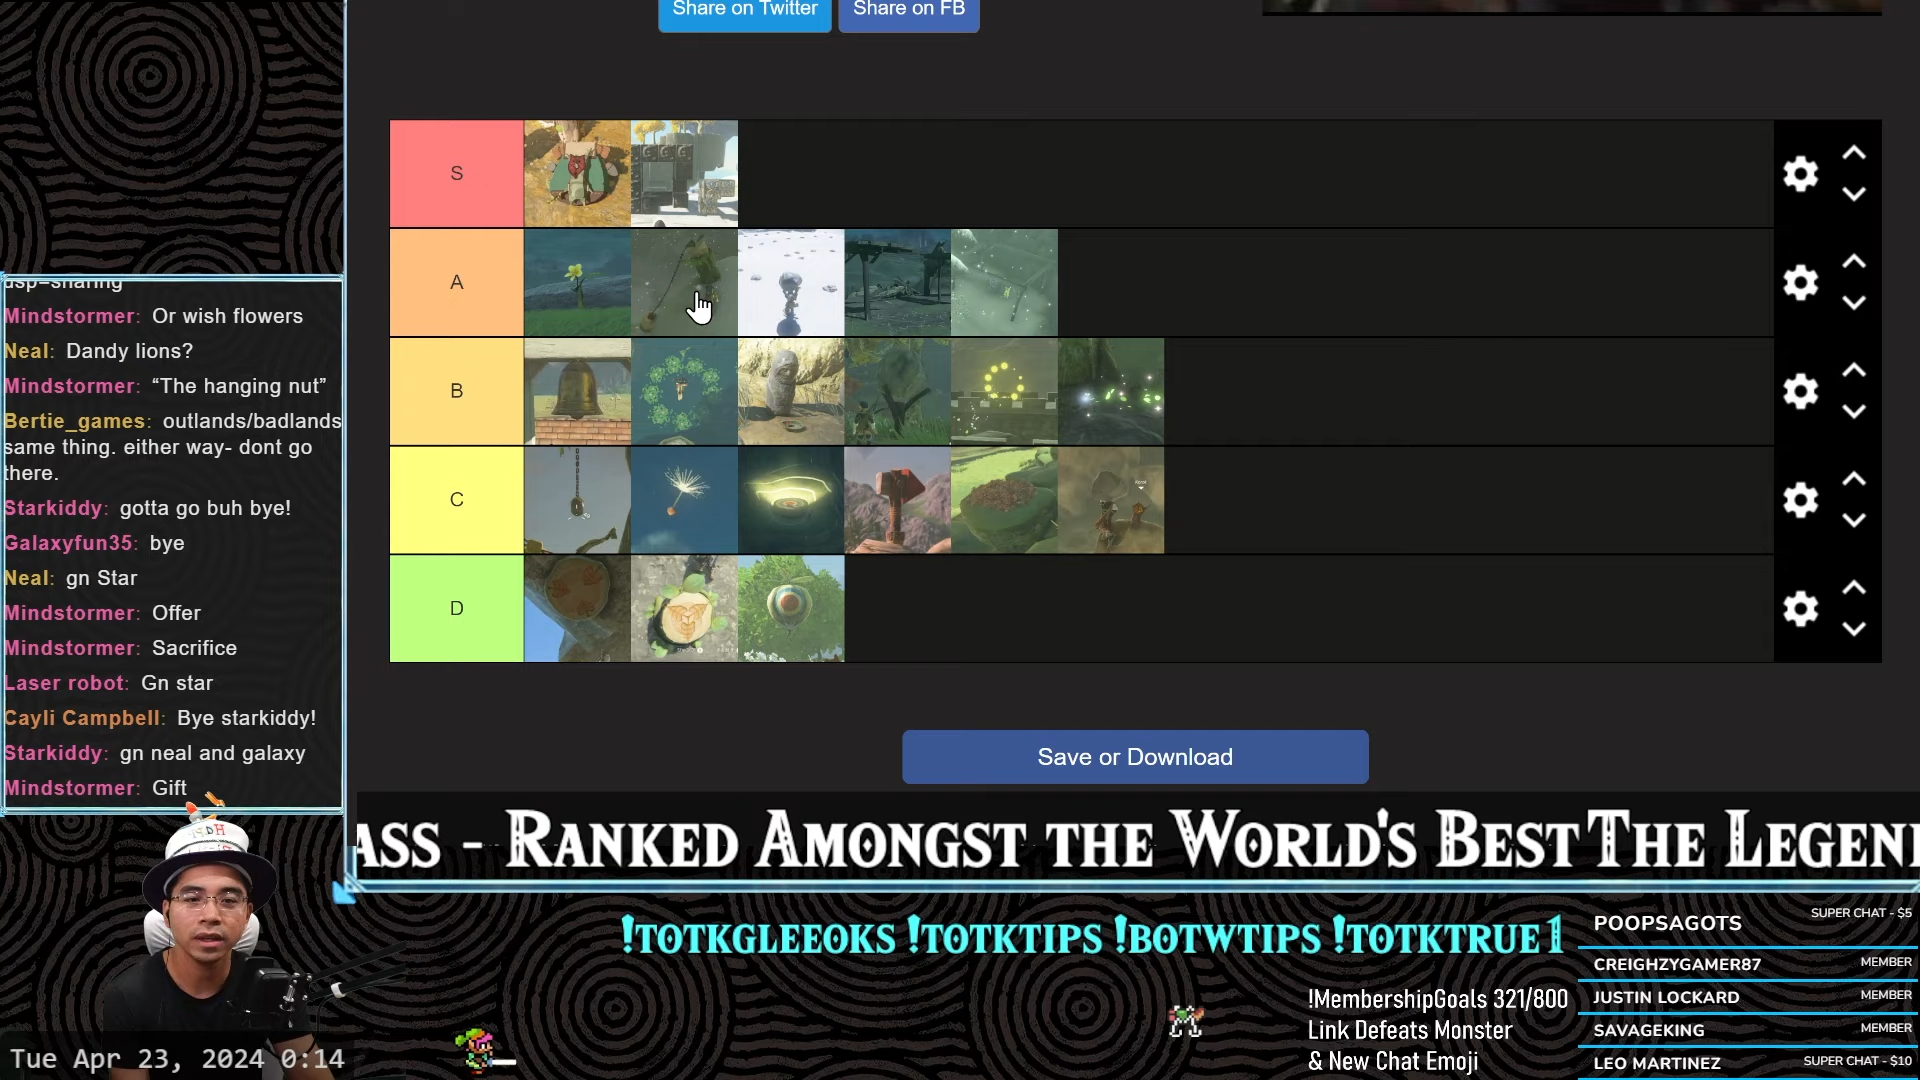 Share on Twitter
Share on FB
S
A
B
C
D
Save or Download
usp=sharing
Mindstormer: Or wish flowers
Neal: Dandy lions?
Mindstormer: “The hanging nut”
Bertie_games: outlands/badlands
same thing. either way- dont go
there.
Starkiddy: gotta go buh bye!
Galaxyfun35: bye
Neal: gn Star
Mindstormer: Offer
Mindstormer: Sacrifice
Laser robot: Gn star
Cayli Campbell: Bye starkiddy!
Starkiddy: gn neal and galaxy
Mindstormer: Gift
ASS - RANKED AMONGST THE WORLD'S BEST THE LEGEN
!TOTKGLEEOKS !TOTKTIPS !BOTWTIPS !TOTKTRUE1
!MembershipGoals 321/800
Link Defeats Monster
& New Chat Emoji
POOPSAGOTS SUPER CHAT - $5
CREIGHZYGAMER87 MEMBER
JUSTIN LOCKARD MEMBER
SAVAGEKING MEMBER
LEO MARTINEZ SUPER CHAT - $10
Tue Apr 23, 2024 0:14